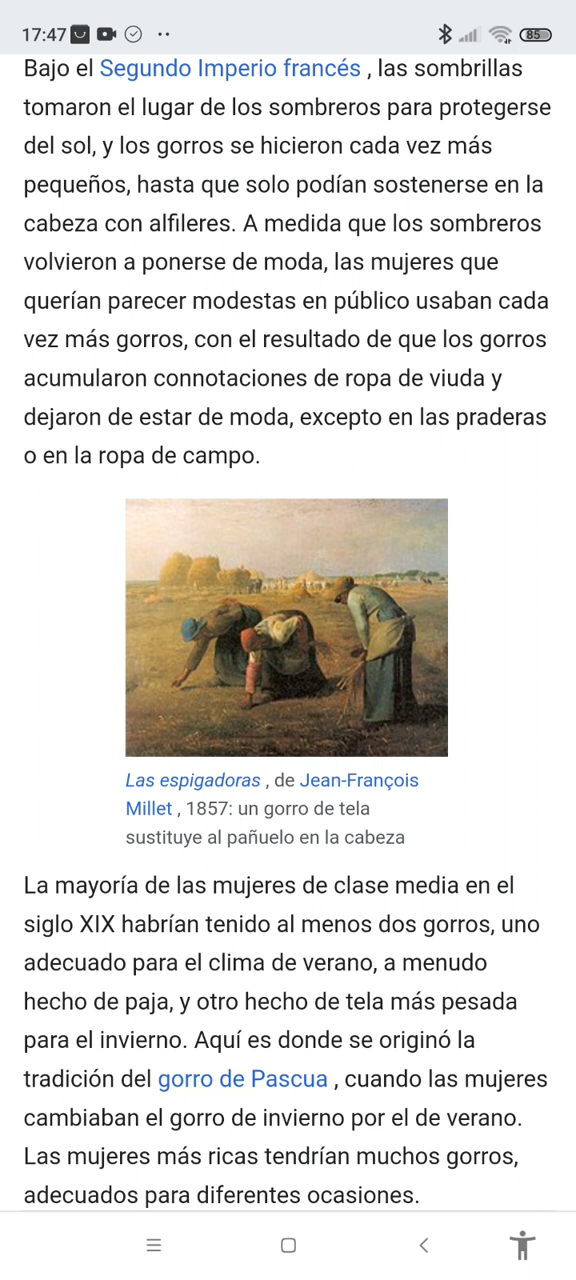 17:47
85
Bajo el Segundo Imperio francés , las sombrillas
tomaron el lugar de los sombreros para protegerse
del sol, y los gorros se hicieron cada vez más
pequeños, hasta que solo podían sostenerse en la
cabeza con alfileres. A medida que los sombreros
volvieron a ponerse de moda, las mujeres que
querían parecer modestas en público usaban cada
vez más gorros, con el resultado de que los gorros
acumularon connotaciones de ropa de viuda y
dejaron de estar de moda, excepto en las praderas
o en la ropa de campo.
Las espigadoras , de Jean-François
Millet , 1857: un gorro de tela
sustituye al pañuelo en la cabeza
La mayoría de las mujeres de clase media en el
siglo XIX habrían tenido al menos dos gorros, uno
adecuado para el clima de verano, a menudo
hecho de paja, y otro hecho de tela más pesada
para el invierno. Aquí es donde se originó la
tradición del gorro de Pascua , cuando las mujeres
cambiaban el gorro de invierno por el de verano.
Las mujeres más ricas tendrían muchos gorros,
adecuados para diferentes ocasiones.